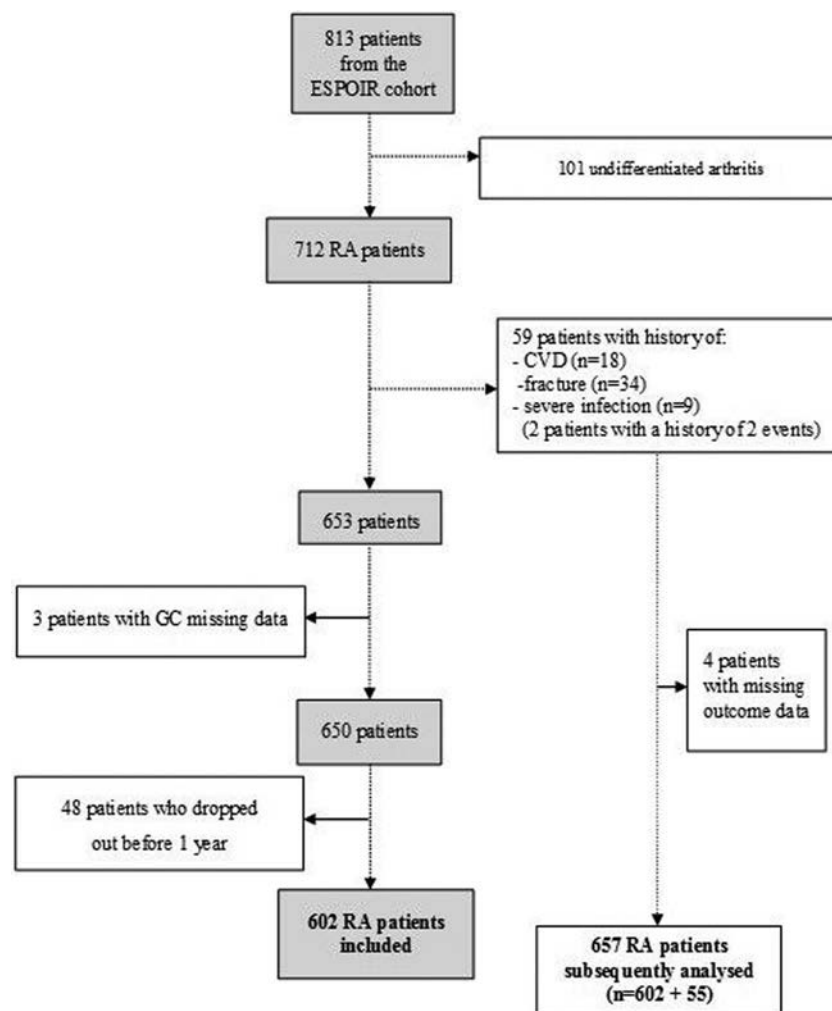 813 patients
from the
ESPOIR cohort
101 undifferentiated arthritis
712 RA patients
59 patients with history of:
- CVD (n=18)
-fracture (n=34)
- severe infection (n=9)
(2 patients with a history of 2 events)
653 patients
3 patients with GC missing data
4 patients
with missing
outcome data
650 patients
48 patients who dropped
out before 1 year
602 RA patients
included
657 RA patients
subsequently analysed
(n=602 + 55)